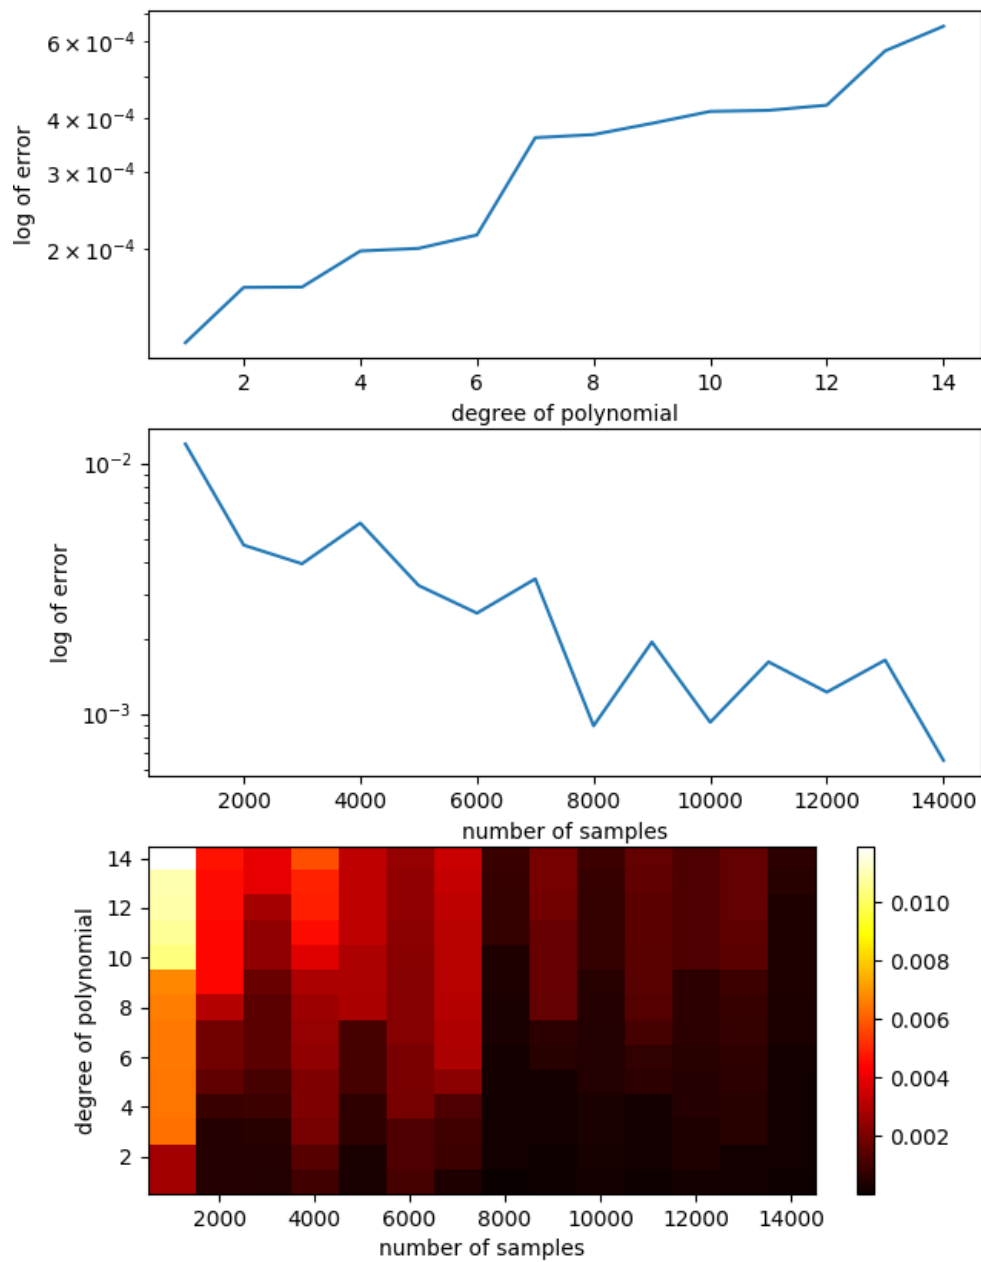 6 × 10⁻⁴
4 × 10⁻⁴
3 × 10⁻⁴
2 × 10⁻⁴
log of error
2 4 6 8 10 12 14
degree of polynomial
10⁻²
10⁻³
log of error
2000 4000 6000 8000 10000 12000 14000
number of samples
14
12
10
8
6
4
2
degree of polynomial
2000 4000 6000 8000 10000 12000 14000
number of samples
0.010
0.008
0.006
0.004
0.002